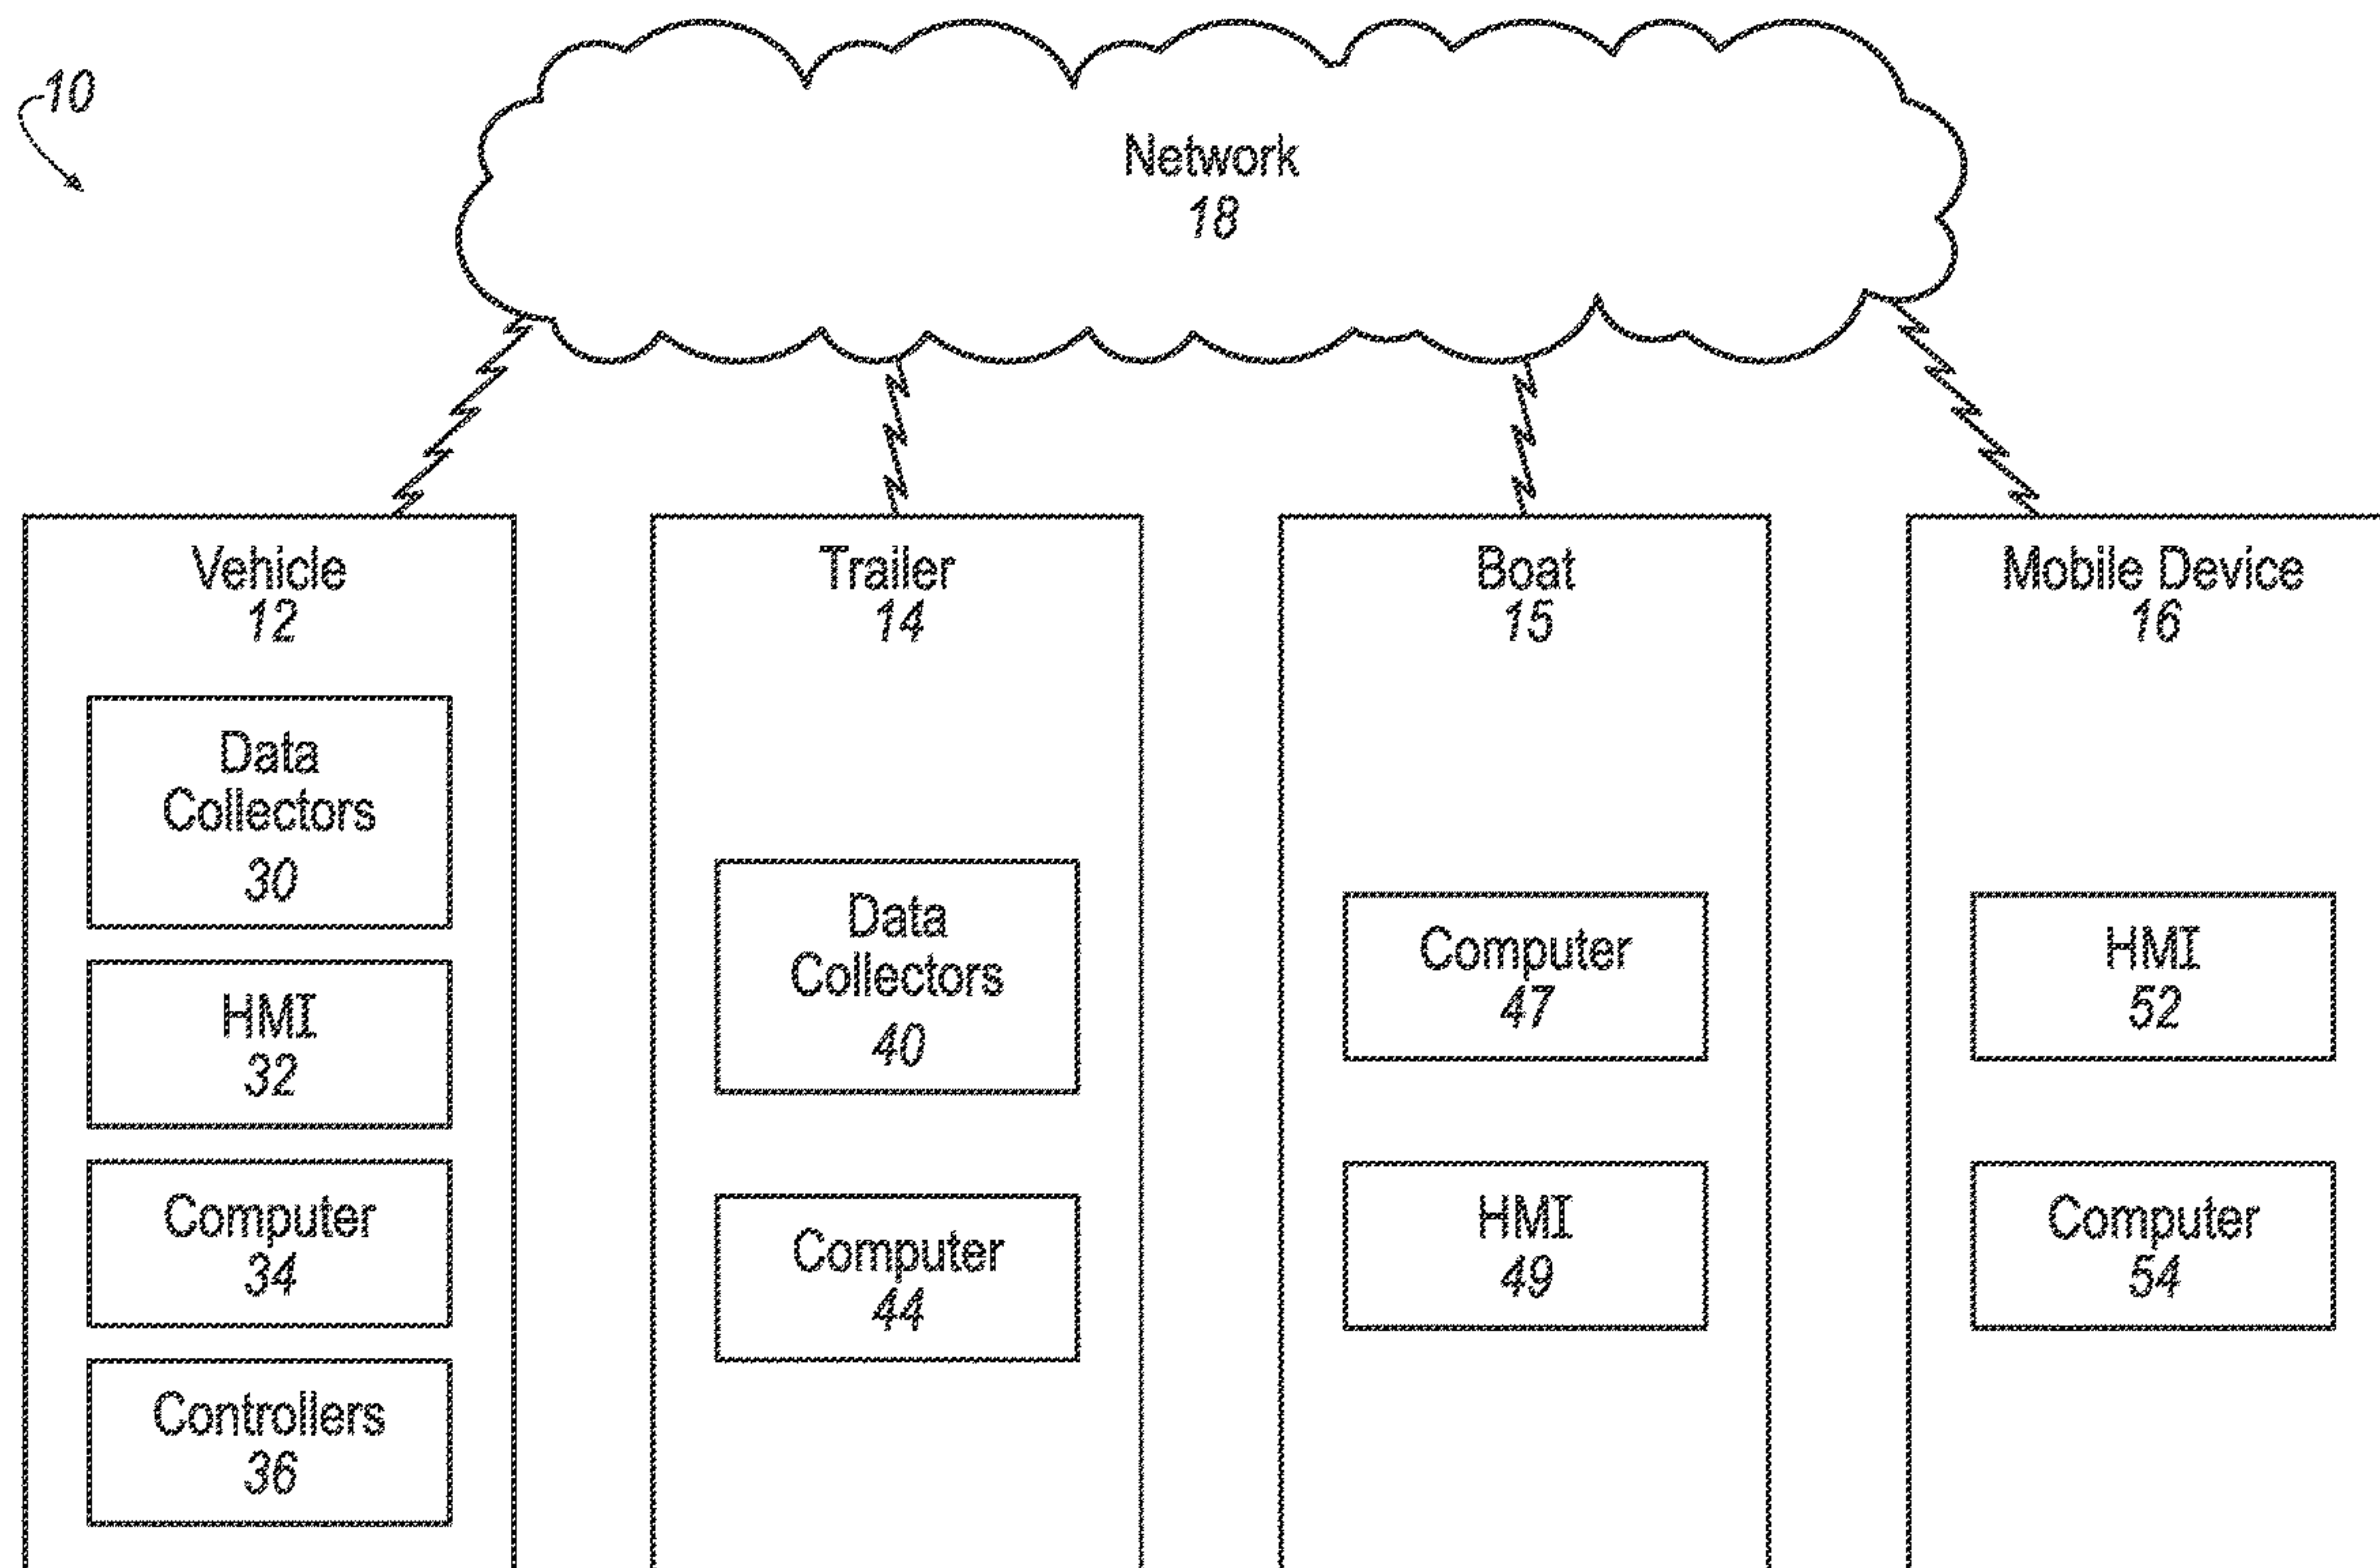 10
Network
18
Vehicle
12
Data
Collectors
30
HMI
32
Computer
34
Controllers
36
Trailer
14
Data
Collectors
40
Computer
44
Boat
15
Computer
47
HMI
49
Mobile Device
16
HMI
52
Computer
54